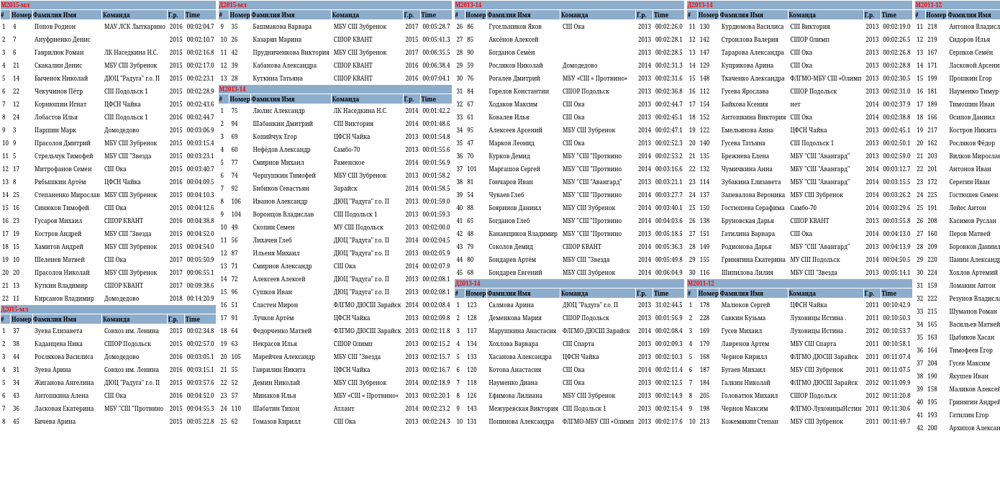 М2015-мл
# Номер Фамилия Имя Команда Г.р. Time
1 4 Попов Родион МАУ ЛСК Лыткарино 2016 00:02:04.7
2 7 Ануфриенко Денис 2015 00:02:10.7
3 6 Гаврилюк Роман ЛК Наседкина Н.С. 2015 00:02:16.8
4 21 Скакалин Денис МБУ СШ Зубренок 2015 00:02:17.0
5 14 Быченок Николай ДЮЦ "Радуга" г.о. П 2015 00:02:23.1
6 22 Чекучинов Пётр СШ Подольск 1 2015 00:02:28.9
7 12 Корнюшин Игнат ЦФСН Чайка 2015 00:02:43.6
8 24 Лобастов Илья СШ Подольск 1 2016 00:02:44.7
9 3 Паршин Марк Домодедово 2015 00:03:06.9
10 9 Прасолов Дмитрий МБУ СШ Зубренок 2015 00:03:15.4
11 5 Стрельчук Тимофей МБУ СШ "Звезда 2015 00:03:23.1
12 17 Митрофанов Семен СШ Ока 2015 00:03:40.7
13 8 Рябышкин Артём ЦФСН Чайка 2016 00:04:09.5
14 25 Степаненко Мирослав МБУ СШ Зубренок 2015 00:04:10.3
15 16 Синюков Тимофей СШ Ока 2015 00:04:12.6
16 23 Гусаров Михаил СШОР КВАНТ 2016 00:04:38.8
17 19 Костров Андрей МБУ СШ "Звезда 2015 00:04:52.0
18 15 Хамитов Андрей МБУ СШ Зубренок 2015 00:04:54.0
19 10 Шеленев Матвей СШ Ока 2017 00:05:50.9
20 20 Прасолов Николай МБУ СШ Зубренок 2017 00:06:55.1
21 13 Куткин Владимир СШОР КВАНТ 2017 00:09:38.6
22 11 Кирсанов Владимир Домодедово 2018 00:14:20.9
Д2015-мл
# Номер Фамилия Имя Команда Г.р. Time
1 37 Зуева Елизавета Совхоз им. Ленина 2015 00:02:34.8
2 38 Каданцева Ника СШОР Подольск 2015 00:02:57.0
3 44 Рослякова Василиса Домодедово 2016 00:03:05.1
4 31 Зуева Арина Совхоз им. Ленина 2016 00:03:15.1
5 34 Жиганова Ангелина ДЮЦ "Радуга" г.о. П 2015 00:03:57.6
6 43 Антошкина Алена СШ Ока 2016 00:04:52.0
7 36 Ласковая Екатерина МБУ "СШ "Протвино 2016 00:04:55.3
8 45 Бичева Арина 2015 00:05:22.8
Д2015-мл
# Номер Фамилия Имя Команда Г.р. Time
9 35 Башмакова Варвара МБУ СШ Зубренок 2017 00:05:28.7
10 26 Казарян Марина СШОР КВАНТ 2015 00:05:41.3
11 42 Прудниченкова Виктория МБУ СШ Зубренок 2017 00:06:35.5
12 39 Кабанова Александра СШОР КВАНТ 2016 00:06:38.4
13 28 Куткина Татьяна СШОР КВАНТ 2015 00:07:04.1
М2013-14
# Номер Фамилия Имя Команда Г.р. Time
1 75 Люлис Александр ЛК Наседкина Н.С. 2014 00:01:42.2
2 94 Шабанкин Дмитрий СШ Виктория 2014 00:01:48.6
3 69 Копийчук Егор ЦФСН Чайка 2013 00:01:54.8
4 60 Нефёдов Александр Самбо-70 2013 00:01:55.6
5 77 Смирнов Михаил Раменское 2014 00:01:56.9
6 74 Черпушкин Тимофей МБУ СШ Зубренок 2013 00:01:58.2
7 92 Бибиков Севастьян Зарайск 2013 00:01:58.5
8 106 Иванов Александр ДЮЦ "Радуга" г.о. П 2013 00:01:59.0
9 104 Воронцов Владислав СШ Подольск 1 2013 00:01:59.3
10 49 Скопин Семен МУ СШ Подольск 2013 00:02:00.0
11 56 Лихачев Глеб ДЮЦ "Радуга" г.о. П 2014 00:02:04.5
12 87 Ильеня Михаил ДЮЦ "Радуга" г.о. П 2013 00:02:05.9
13 71 Смирнов Александр СШ Ока 2014 00:02:07.9
14 72 Алексеев Алексей ДЮЦ "Радуга" г.о. П 2013 00:02:08.1
15 96 Сушков Иван ДЮЦ "Радуга" г.о. П 2013 00:02:08.1
16 51 Сластен Мирон ФЛГМО ДЮСШ Зарайск 2014 00:02:08.4
17 91 Лучков Артём ЦФСН Чайка 2013 00:02:09.8
18 64 Федорченко Матвей ФЛГМО ДЮСШ Зарайск 2013 00:02:11.8
19 63 Некрасов Илья СШОР Олимп 2013 00:02:15.2
20 105 Марейчев Александр МБУ СШ "Звезда 2013 00:02:15.7
21 55 Гаврилин Никита ЦФСН Чайка 2013 00:02:16.7
22 52 Демин Николай МБУ СШ Зубренок 2014 00:02:18.9
23 57 Минаков Илья МБУ «СШ « Протвино» 2013 00:02:20.1
24 110 Шабатин Тихон Атлант 2014 00:02:23.2
25 62 Гомазов Кирилл СШ Ока 2013 00:02:24.3
М2013-14
# Номер Фамилия Имя Команда Г.р. Time
26 86 Гусельников Яков СШ Ока 2013 00:02:26.0
27 85 Аксёнов Алексей 2013 00:02:28.1
28 90 Богданов Семён 2013 00:02:28.5
29 59 Росляков Николай Домодедово 2014 00:02:31.3
30 76 Рогалев Дмитрий МБУ «СШ « Протвино» 2013 00:02:31.6
31 84 Горелов Константин СШОР Подольск 2013 00:02:36.8
32 67 Ходаков Максим СШ Ока 2013 00:02:44.7
33 61 Ковалев Илья СШ Ока 2013 00:02:45.1
34 95 Алексеев Арсений МБУ СШ Зубренок 2014 00:02:47.1
35 47 Марков Леонид СШ Ока 2013 00:02:52.3
36 70 Курков Демид МБУ "СШ "Протвино 2014 00:02:53.2
37 101 Маргашов Сергей МБУ "СШ "Протвино 2014 00:03:16.6
38 81 Гончаров Иван МБУ "СШ "Авангард" 2013 00:03:21.1
39 54 Чуваев Глеб МБУ "СШ "Протвино 2013 00:03:27.7
40 88 Бояринов Даниил МБУ СШ Зубренок 2013 00:03:40.1
41 65 Богданов Глеб МБУ "СШ "Протвино 2014 00:04:03.6
42 48 Канавщиков Владимир МБУ "СШ "Протвино 2013 00:05:18.5
43 79 Соколов Демид СШОР КВАНТ 2014 00:05:36.3
44 80 Бондарев Артём МБУ СШ "Звезда 2014 00:05:49.8
45 68 Бондарев Евгений МБУ СШ Зубренок 2014 00:06:04.9
Д2013-14
# Номер Фамилия Имя Команда Г.р. Time
1 123 Салмова Арина ДЮЦ "Радуга" г.о. П 2013 31:02:44.5
2 128 Деменкова Мария СШОР Подольск 2013 00:01:56.9
3 117 Марушкина Анастасия ФЛГМО ДЮСШ Зарайск 2014 00:02:08.4
4 134 Хохлова Варвара СШ Спарта 2013 00:02:09.3
5 133 Хасанова Александра ЦФСН Чайка 2013 00:02:10.3
6 120 Котова Анастасия СШ Ока 2014 00:02:11.4
7 118 Науменко Диана СШ Ока 2013 00:02:12.5
8 126 Ефимова Лилиана МБУ СШ Зубренок 2013 00:02:14.9
9 143 Межуревская Виктория СШ Подольск 1 2013 00:02:15.4
10 131 Попинова Александра ФЛГМО-МБУ СШ «Олимп 2013 00:02:17.6
Д2013-14
# Номер Фамилия Имя Команда Г.р. Time
11 130 Курдюмова Василиса СШ Виктория 2013 00:02:19.0
12 142 Строилова Валерия СШОР Олимп 2013 00:02:26.5
13 147 Тарарова Александра СШ Ока 2013 00:02:26.8
14 129 Куприкова Арина СШ Ока 2013 00:02:28.8
15 148 Ткаченко Александра ФЛГМО-МБУ СШ «Олимп 2013 00:02:30.5
16 112 Гусева Ярослава СШОР Подольск 2013 00:02:31.0
17 154 Байкова Ксения нет 2014 00:02:37.9
18 152 Антошкина Виктория СШ Ока 2014 00:02:38.8
19 122 Емельянова Анна ЦФСН Чайка 2013 00:02:45.1
20 140 Гусева Татьяна СШ Подольск 1 2013 00:02:50.1
21 135 Брежнева Елена МБУ "СШ "Авангард" 2013 00:02:59.0
22 132 Чумичкина Анна МБУ "СШ "Авангард" 2013 00:03:12.7
23 114 Зубакина Елизавета МБУ "СШ "Авангард" 2014 00:03:15.5
24 137 Запевалова Вероника МБУ СШ Зубренок 2013 00:03:26.2
25 150 Гостюшева Серафима Самбо-70 2014 00:03:29.6
26 138 Бруновская Дарья СШОР КВАНТ 2013 00:03:55.8
27 151 Гатилина Варвара СШ Ока 2014 00:04:13.0
28 149 Родионова Дарья МБУ "СШ "Авангард" 2013 00:04:13.9
29 155 Гринягина Екатерина МУ СШ Подольск 2014 00:04:50.5
30 116 Шипилова Лилия МБУ СШ "Звезда 2013 00:05:14.1
М2011-12
# Номер Фамилия Имя Команда Г.р. Time
1 178 Малюков Сергей ЦФСН Чайка 2011 00:10:42.9
2 228 Савкин Кузьма Луховицы Истина . 2011 00:10:50.3
3 169 Гусев Михаил Луховицы Истина . 2012 00:10:53.7
4 179 Лавренов Артем МБУ СШ Спарта 2011 00:10:58.1
5 168 Чернов Кирилл ФЛГМО ДЮСШ Зарайск 2011 00:11:07.4
6 187 Бугаев Михаил МБУ СШ Зубренок 2011 00:11:07.5
7 184 Галкин Николай ФЛГМО ДЮСШ Зарайск 2012 00:11:09.9
8 205 Головатюк Михаил СШОР Подольск 2012 00:11:20.8
9 198 Чернов Максим ФЛГМО-ЛуховицыИстин 2011 00:11:30.6
10 213 Кожемякин Степан МБУ СШ Зубренок 2011 00:11:49.7
М2011-12
# Номер Фамилия Имя
11 218 Антонов Владисл
12 219 Сидоров Илья
13 167 Серпков Семен
14 171 Ласковой Арсени
15 199 Прошкин Егор
16 181 Науменко Тимур
17 189 Тимошин Иван
18 166 Осипов Даниил
19 217 Костров Никита
20 162 Росляков Фёдор
21 203 Вилков Мирослав
22 201 Антонов Иван
23 172 Серегин Иван
24 225 Гостюшев Семен
25 191 Лейес Антон
26 208 Касимов Руслан
27 160 Перов Матвей
28 209 Боровков Даниил
29 220 Панин Александр
30 224 Хохлов Артемий
31 159 Ломакин Антон
32 222 Резунов Владисла
33 215 Шуманов Роман
34 165 Васильев Матвей
35 163 Цыбиков Хасан
36 164 Тимофеев Егор
37 204 Гусев Максим
38 190 Якушев Иван
39 158 Маликов Алексей
40 195 Гринягин Андрей
41 193 Гатилин Егор
42 200 Архипов Алексан